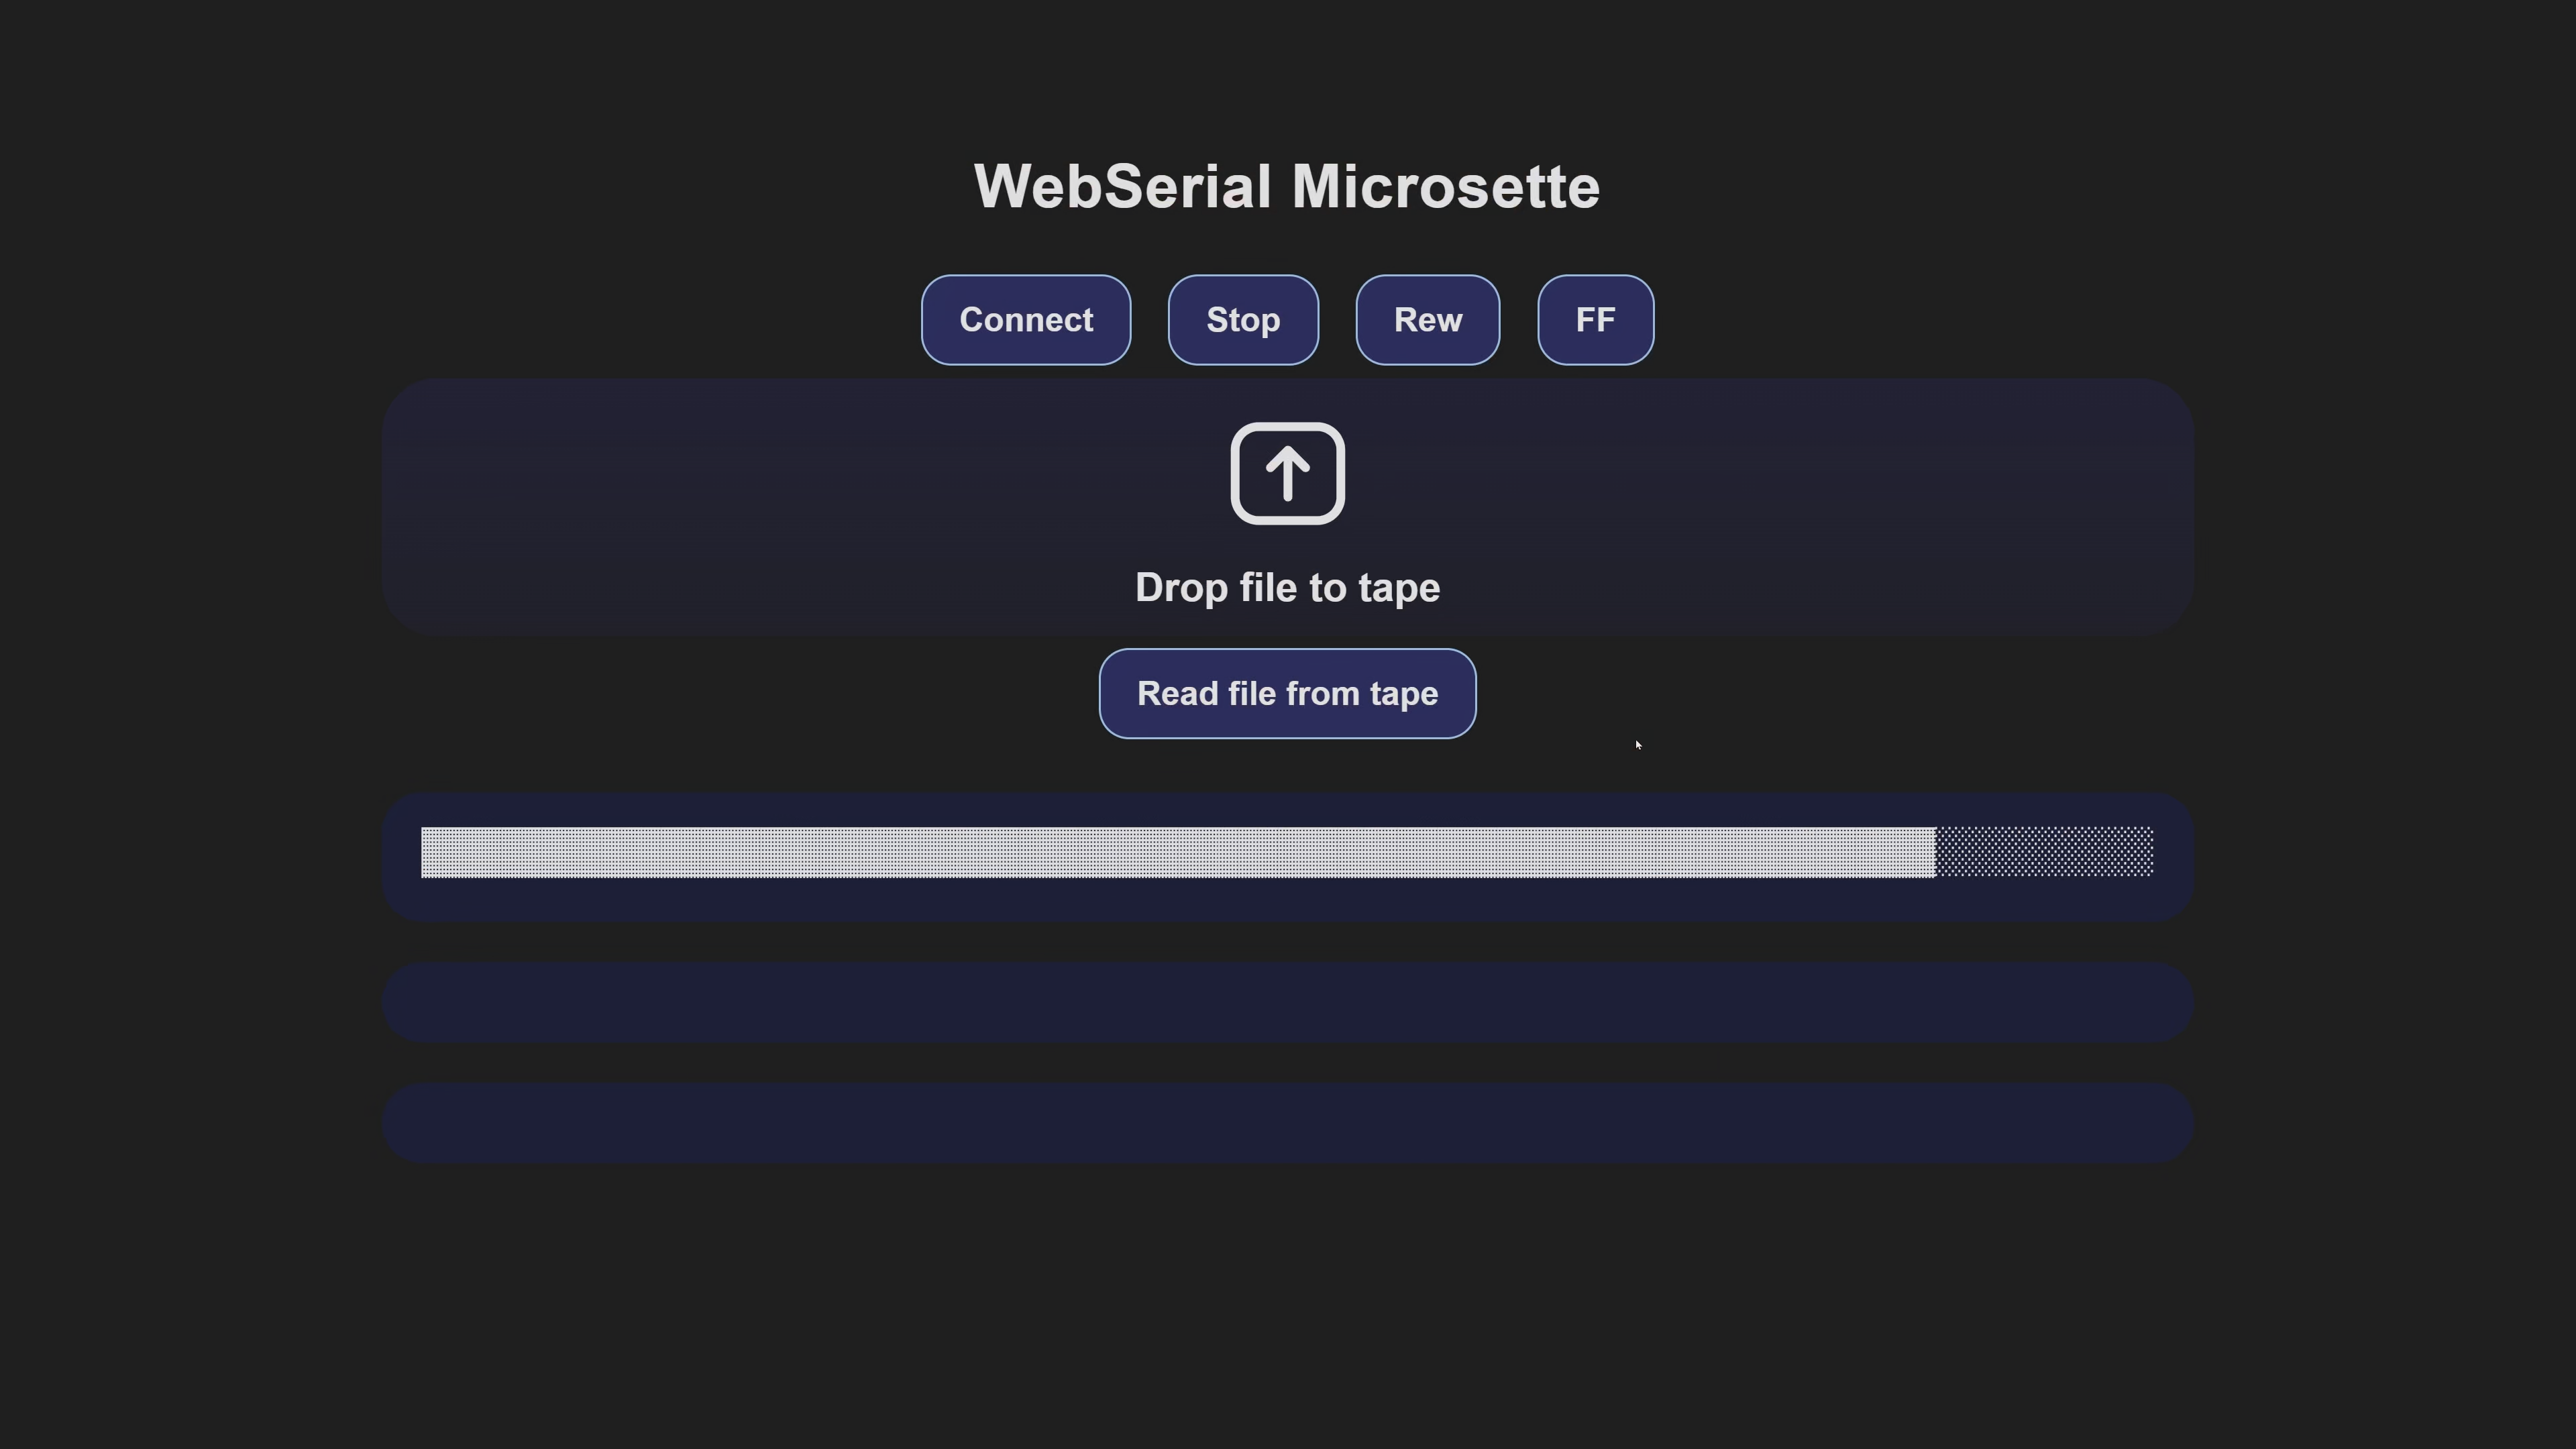 WebSerial Microsette
Connect Stop Rew FF
Drop file to tape
Read file from tape